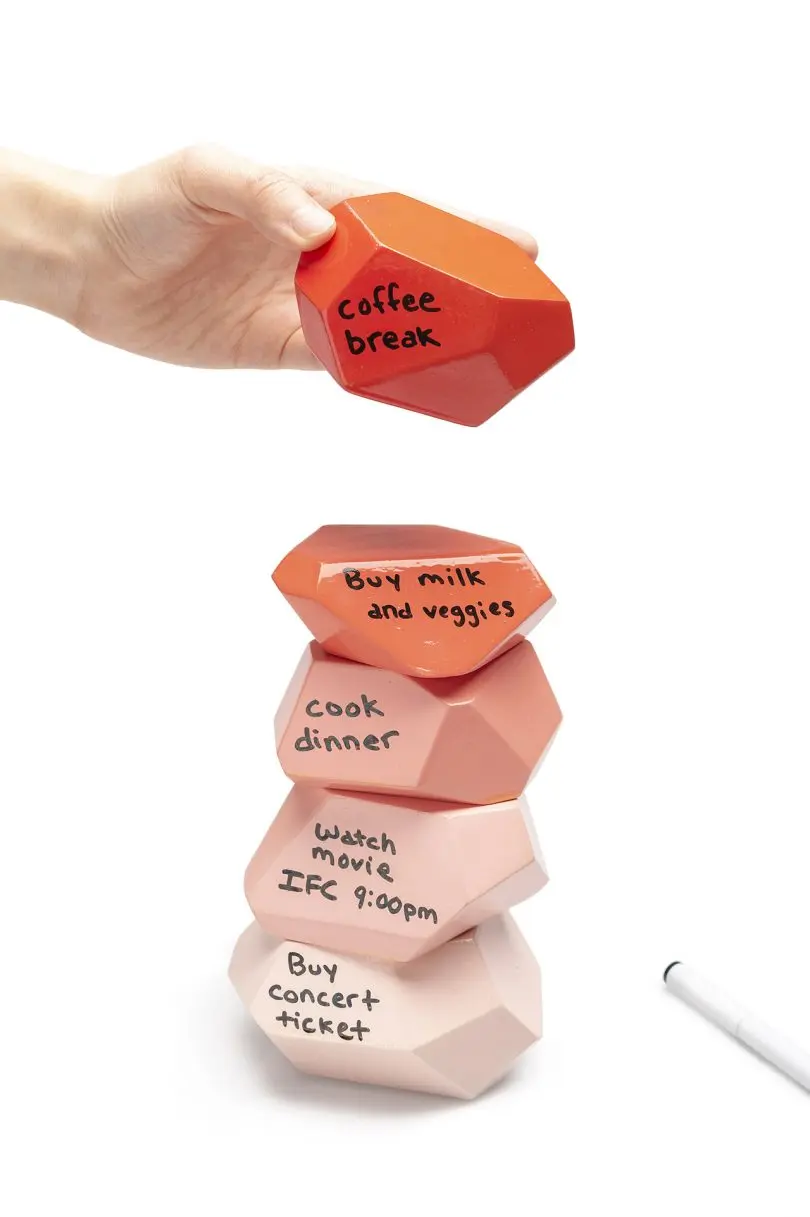 coffee
break
Buy milk
and veggies
cook
dinner
Watch
movie
IFC 9:00pm
Buy
concert
ticket